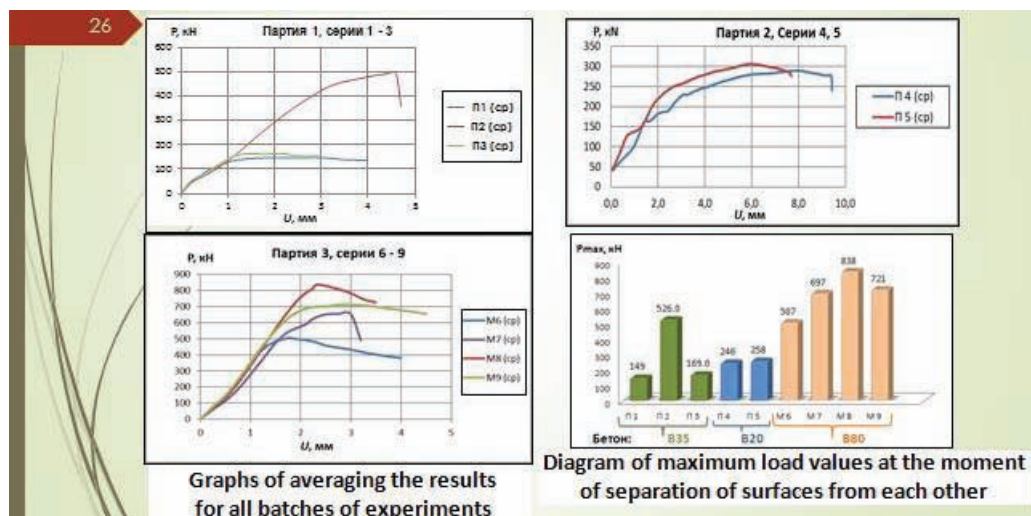 26
P, кН
Партия 1, серии 1 - 3
600
500
400
300
200
100
0
0 1 2 3 4 5
U, мм
П1 (ср)
П2 (ср)
П3 (ср)
P, кN
Партия 2, Серии 4, 5
350
300
250
200
150
100
50
0
0,0 2,0 4,0 6,0 8,0 10,0
U, мм
П 4 (ср)
П 5 (ср)
P, кН
Партия 3, серии 6 - 9
900
800
700
600
500
400
300
200
100
0
0 1 2 3 4 5
U, мм
М6 (ср)
М7 (ср)
М8 (ср)
М9 (ср)
Pmax, кН
900
800
700
600
500
400
300
200
100
0
149 526.0 169.0 246 258 507 697 838 721
П 1 П 2 П 3 П 4 П 5 М 6 М 7 М 8 М 9
Бетон: В35 В20 В80
Graphs of averaging the results
for all batches of experiments
Diagram of maximum load values at the moment
of separation of surfaces from each other